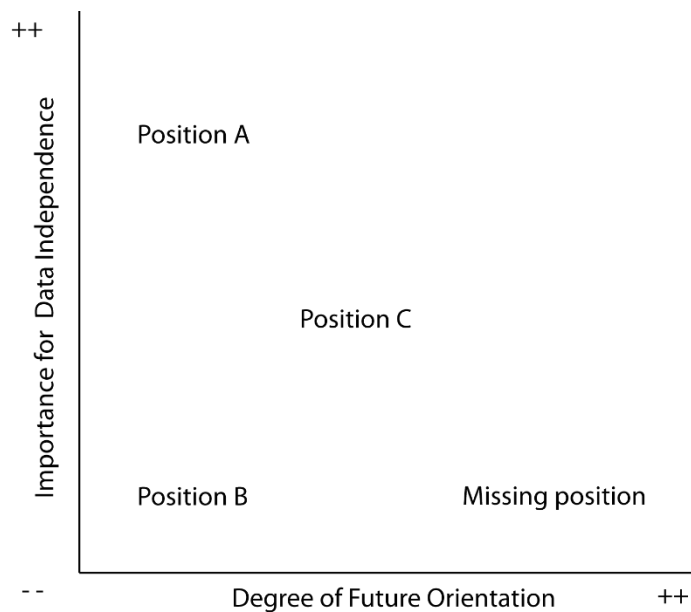 ++
Importance for Data Independence
Position A
Position C
Position B
Missing position
- -
Degree of Future Orientation
++